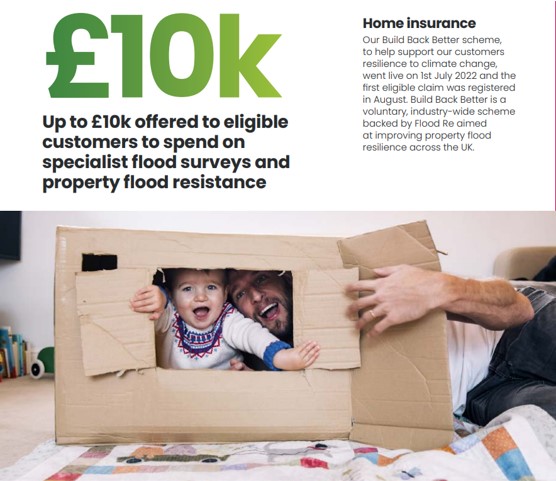 £10k
Up to £10k offered to eligible
customers to spend on
specialist flood surveys and
property flood resistance
Home insurance
Our Build Back Better scheme,
to help support our customers
resilience to climate change,
went live on 1st July 2022 and the
first eligible claim was registered
in August. Build Back Better is a
voluntary, industry-wide scheme
backed by Flood Re aimed
at improving property flood
resilience across the UK.